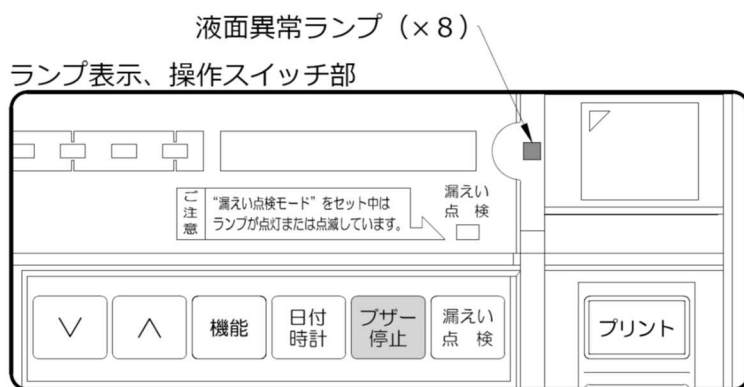 液面異常ランプ（×８）
ランプ表示、操作スイッチ部
ご注意
“漏えい点検モード”をセット中は
ランプが点灯または点滅しています。
漏えい
点 検
∨
∧
機能
日付
時計
ブザー
停止
漏えい
点 検
プリント